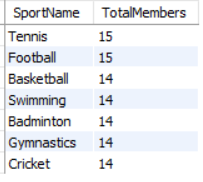 SportName TotalMembers
Tennis 15
Football 15
Basketball 14
Swimming 14
Badminton 14
Gymnastics 14
Cricket 14